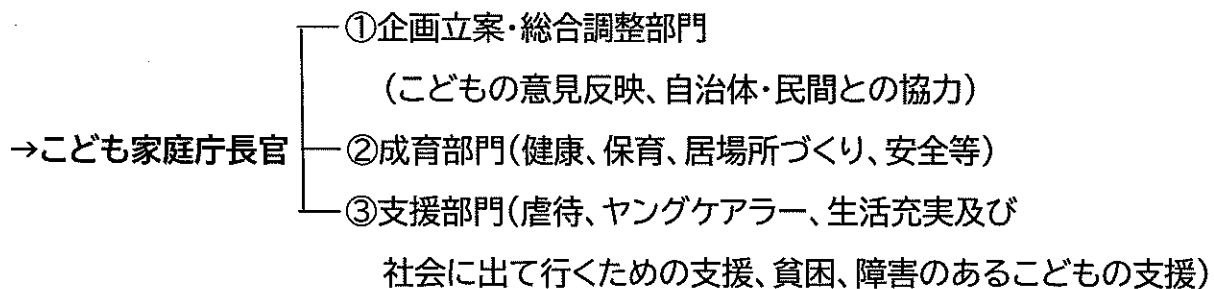 ①企画立案・総合調整部門
(こどもの意見反映、自治体・民間との協力)
→こども家庭庁長官
②成育部門(健康、保育、居場所づくり、安全等)
③支援部門(虐待、ヤングケアラー、生活充実及び
社会に出て行くための支援、貧困、障害のあるこどもの支援)